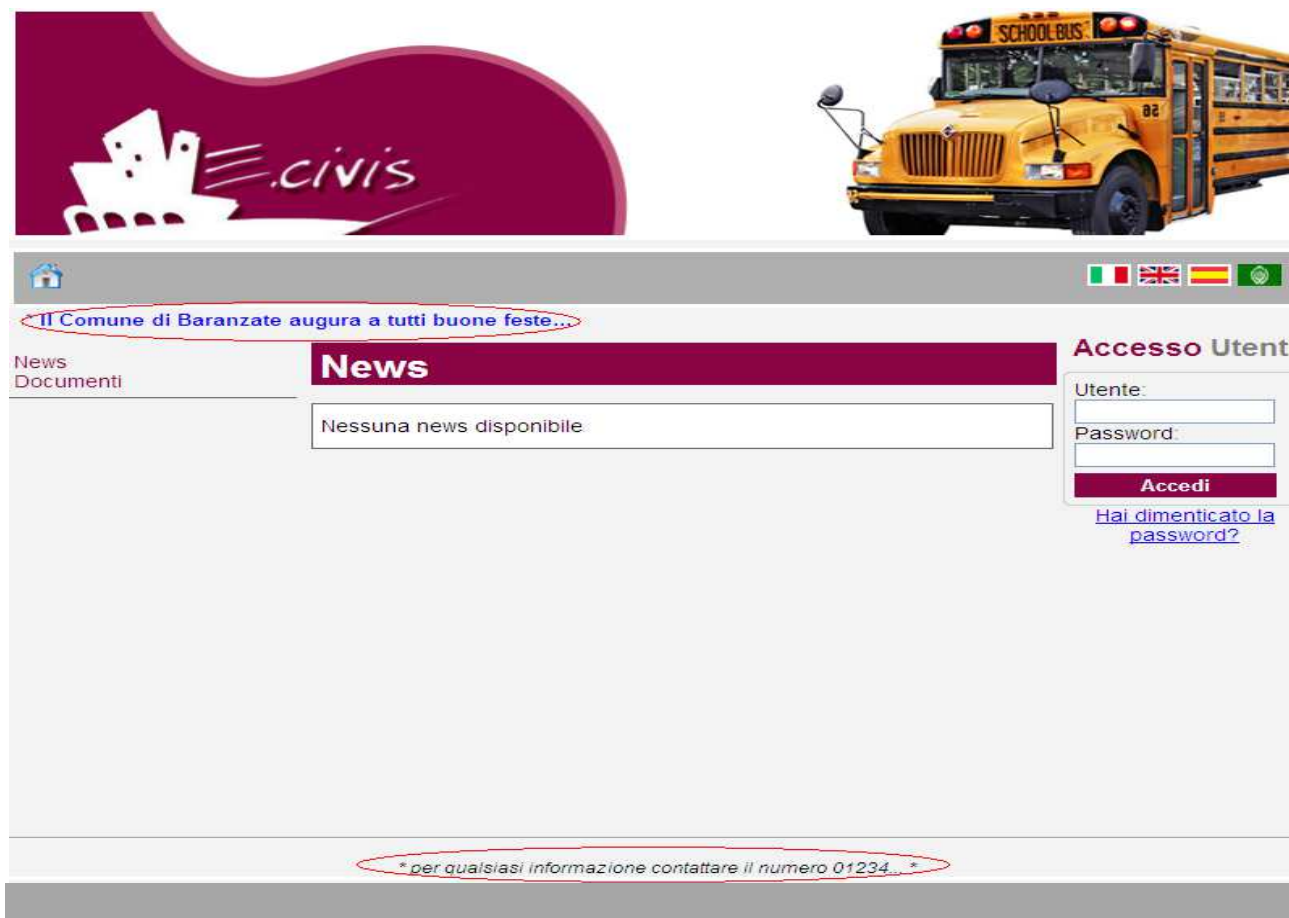 SCHOOL BUS
56
E.civis
* Il Comune di Baranzate augura a tutti buone feste...
News
Documenti
News
Nessuna news disponibile
Accesso Utent
Utente:
Password:
Accedi
Hai dimenticato la
password?
* per qualsiasi informazione contattare il numero 01234... *